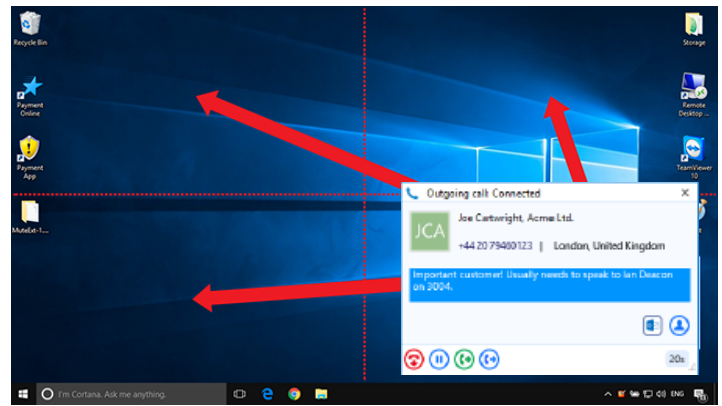 Recycle Bin
Storage
Payment
Online
Remote
Desktop ...
Payment
App
TeamViewer
10
MuteExt-1....
Outgoing call: Connected
Joe Cartwright, Acme Ltd.
JCA
+44 20 79460123 | London, United Kingdom
Important customer! Usually needs to speak to Ian Deacon
on 3004.
20s
I'm Cortana. Ask me anything.
ENG